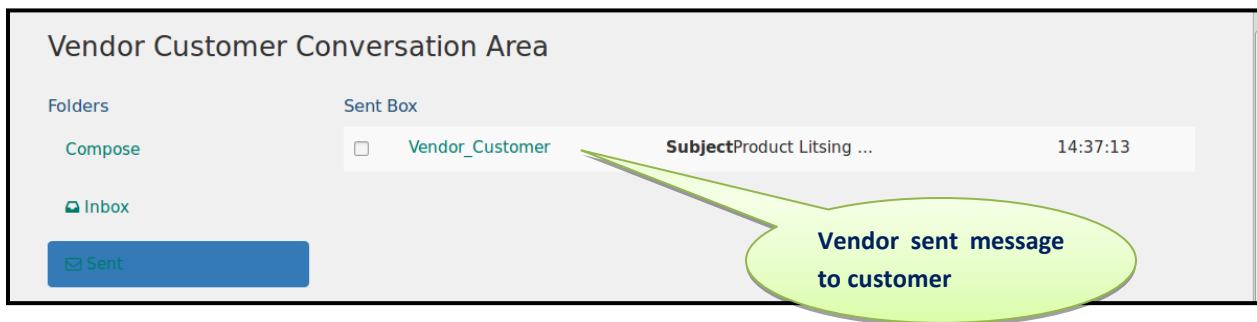 Vendor Customer Conversation Area
Folders
Sent Box
Compose
Vendor_Customer
SubjectProduct Litsing ...
14:37:13
Inbox
Sent
Vendor sent message
to customer